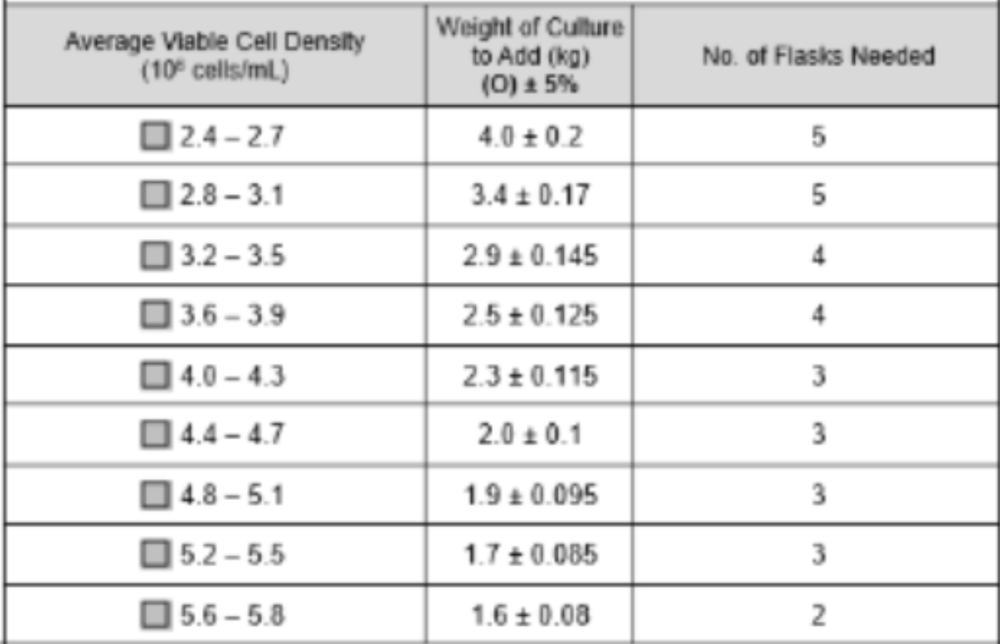 Average Viable Cell Density
(10⁶ cells/mL)
Weight of Culture
to Add (kg)
(O) ± 5%
No. of Flasks Needed
2.4 – 2.7 4.0 ± 0.2 5
2.8 – 3.1 3.4 ± 0.17 5
3.2 – 3.5 2.9 ± 0.145 4
3.6 – 3.9 2.5 ± 0.125 4
4.0 – 4.3 2.3 ± 0.115 3
4.4 – 4.7 2.0 ± 0.1 3
4.8 – 5.1 1.9 ± 0.095 3
5.2 – 5.5 1.7 ± 0.085 3
5.6 – 5.8 1.6 ± 0.08 2